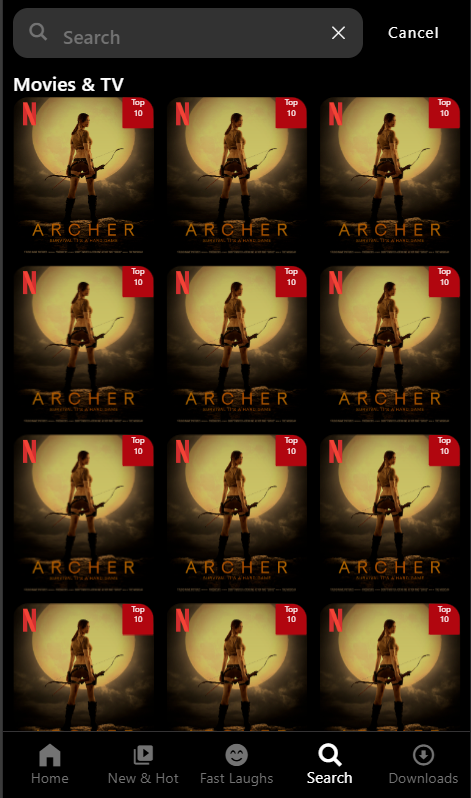 Search
Cancel
Movies & TV
N
Top
10
ARCHER
N
Top
10
ARCHER
N
Top
10
ARCHER
N
Top
10
ARCHER
N
Top
10
ARCHER
N
Top
10
ARCHER
N
Top
10
ARCHER
N
Top
10
ARCHER
N
Top
10
ARCHER
N
Top
10
N
Top
10
N
Top
10
Home
New & Hot
Fast Laughs
Search
Downloads